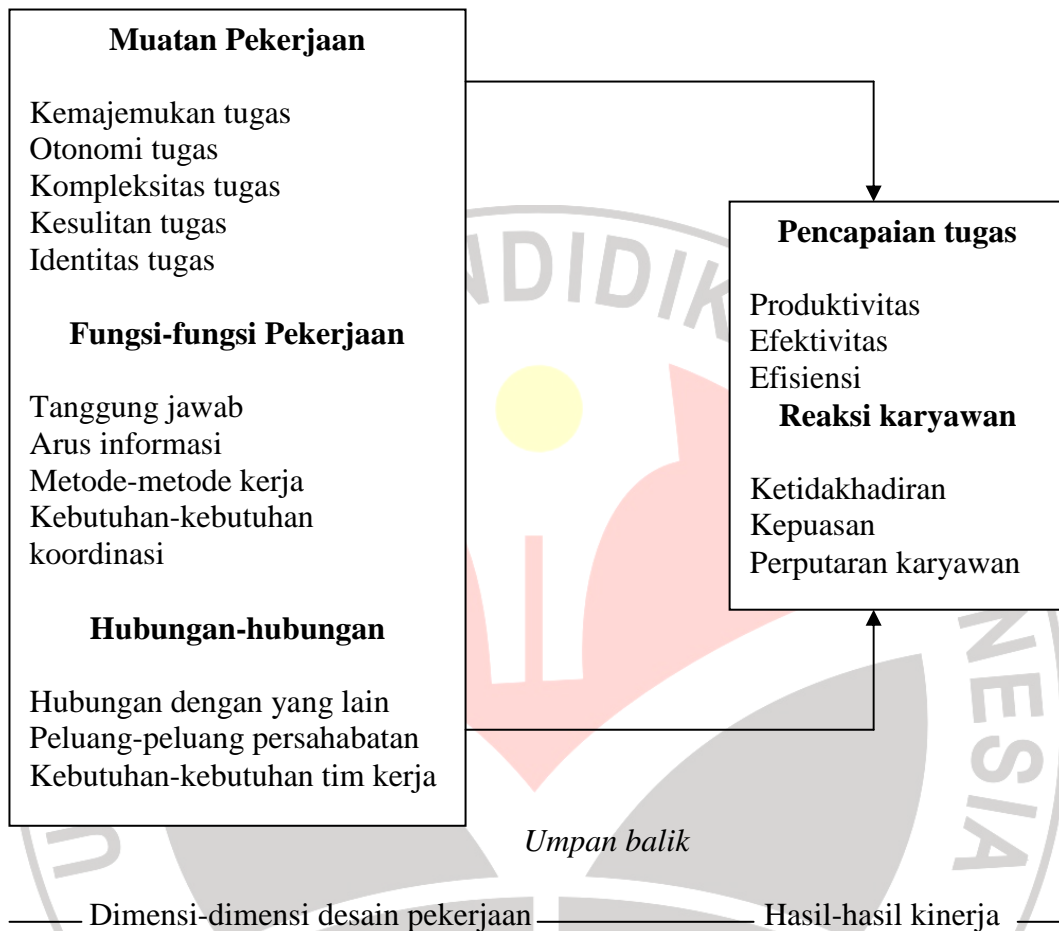 Muatan Pekerjaan
Kemajemukan tugas
Otonomi tugas
Kompleksitas tugas
Kesulitan tugas
Identitas tugas
Fungsi-fungsi Pekerjaan
Tanggung jawab
Arus informasi
Metode-metode kerja
Kebutuhan-kebutuhan
koordinasi
Hubungan-hubungan
Hubungan dengan yang lain
Peluang-peluang persahabatan
Kebutuhan-kebutuhan tim kerja
Pencapaian tugas
Produktivitas
Efektivitas
Efisiensi
Reaksi karyawan
Ketidakhadiran
Kepuasan
Perputaran karyawan
Umpan balik
Dimensi-dimensi desain pekerjaan
Hasil-hasil kinerja